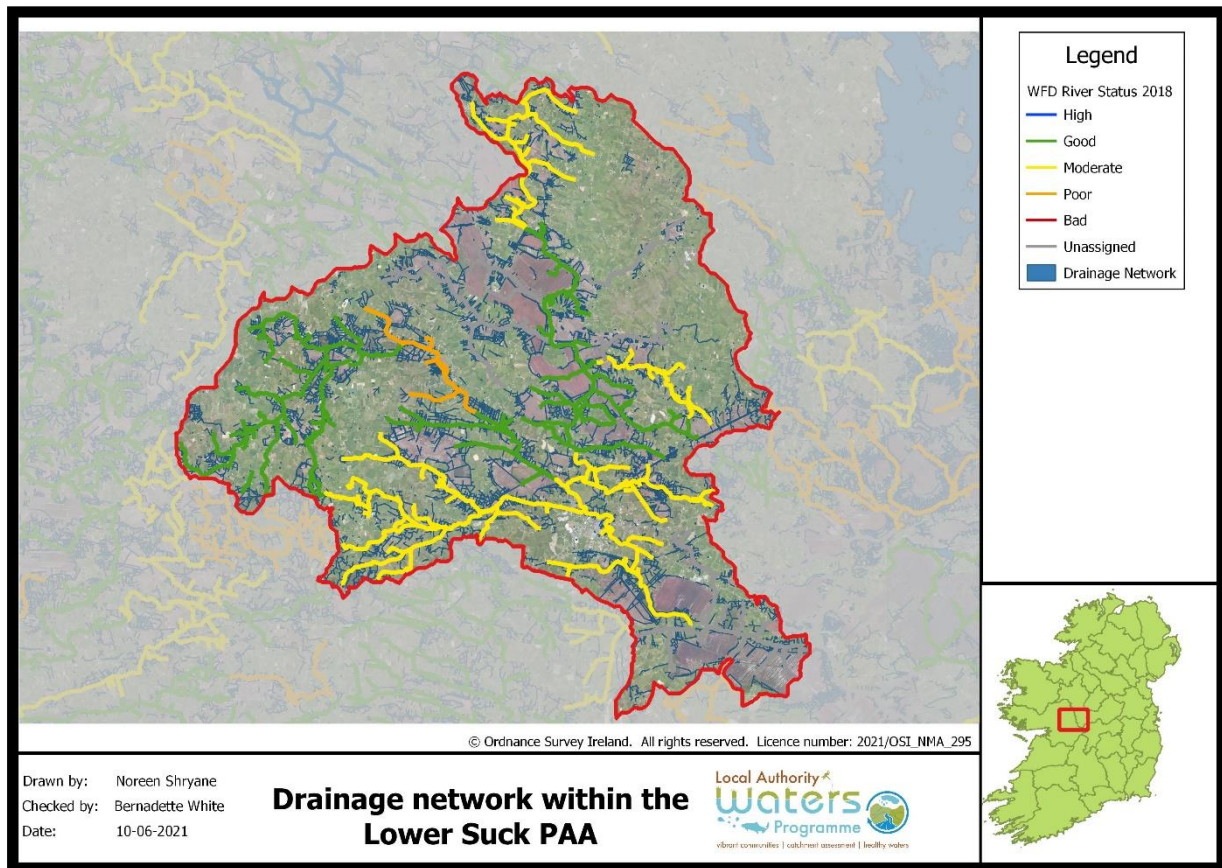 Legend
WFD River Status 2018
High
Good
Moderate
Poor
Bad
Unassigned
Drainage Network
© Ordnance Survey Ireland. All rights reserved. Licence number: 2021/OSI_NMA_295
Drawn by: Noreen Shryane
Checked by: Bernadette White
Date: 10-06-2021
Drainage network within the
Lower Suck PAA
Local Authority
Waters
Programme
vibrant communities | catchment assessment | healthy waters